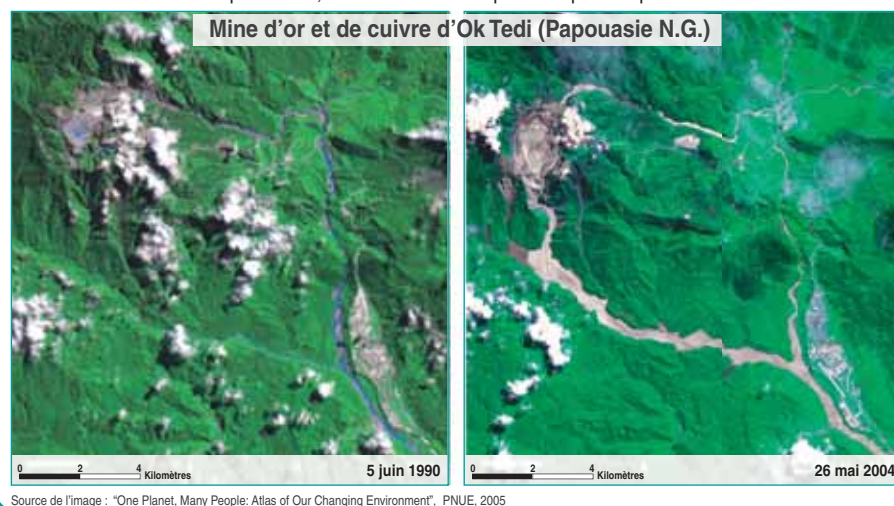 Mine d'or et de cuivre d'Ok Tedi (Papouasie N.G.)
0 2 4 Kilomètres
5 juin 1990
0 2 4 Kilomètres
26 mai 2004
Source de l'image : "One Planet, Many People: Atlas of Our Changing Environment", PNUE, 2005